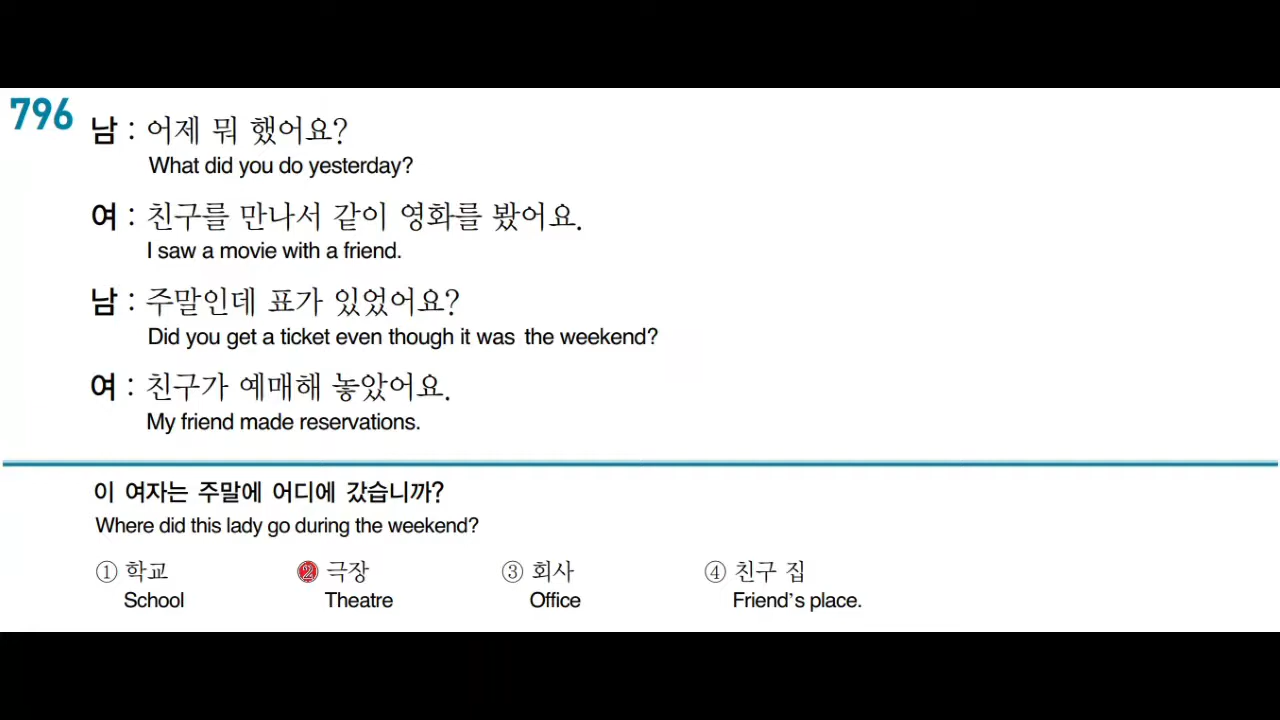 796
남 : 어제 뭐 했어요?
What did you do yesterday?
여 : 친구를 만나서 같이 영화를 봤어요.
I saw a movie with a friend.
남 : 주말인데 표가 있었어요?
Did you get a ticket even though it was the weekend?
여 : 친구가 예매해 놓았어요.
My friend made reservations.
이 여자는 주말에 어디에 갔습니까?
Where did this lady go during the weekend?
① 학교 ② 극장 ③ 회사 ④ 친구 집
School Theatre Office Friend's place.